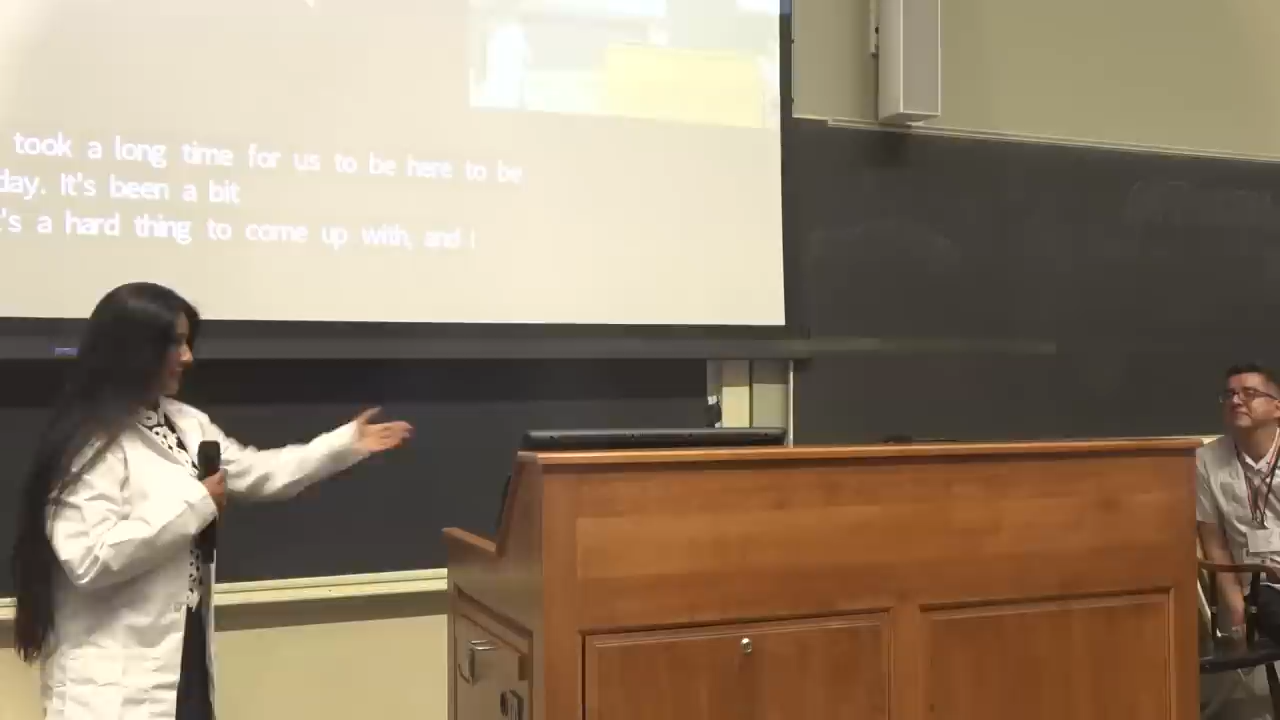 took a long time for us to be here to be
day. It's been a bit
's a hard thing to come up with, and I